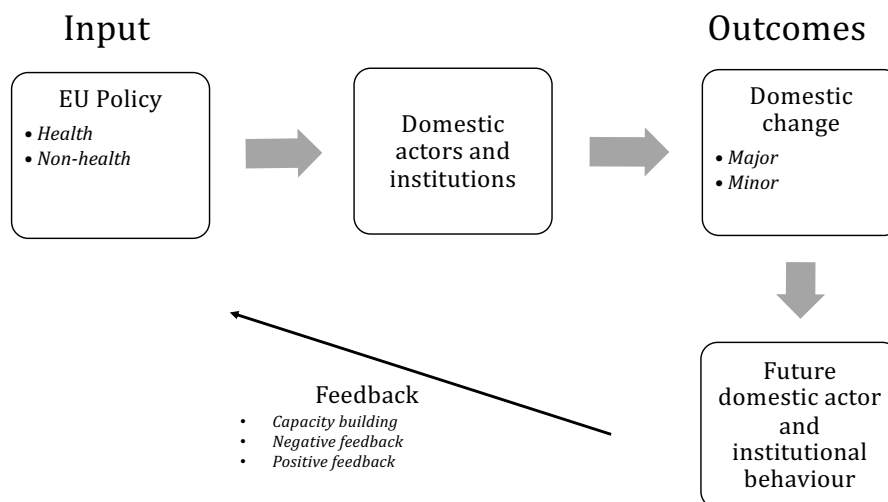 Input
Outcomes
EU Policy
• Health
• Non-health
Domestic
actors and
institutions
Domestic
change
• Major
• Minor
Feedback
• Capacity building
• Negative feedback
• Positive feedback
Future
domestic actor
and
institutional
behaviour